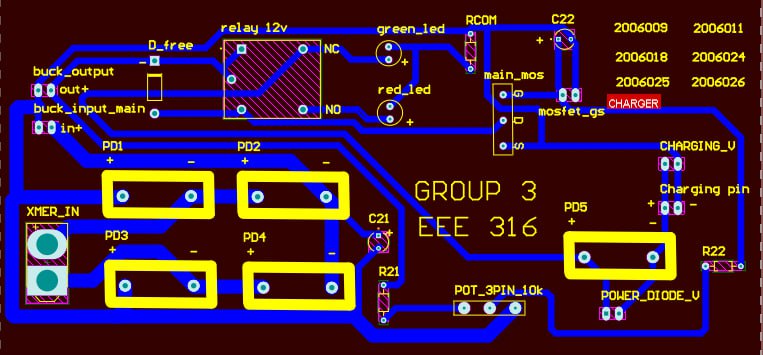 relay 12v
green_led
RCOM
C22
2006009 2006011
D_free
NC
+
2006018 2006024
buck_output
-
+
main_mos
2006025 2006026
out+
red_led
G
CHARGER
buck_input_main
NO
+
D
mosfet_gs
in+
S
CHARGING_V
PD1
PD2
+ -
+ -
GROUP 3
Charging pin
+ -
XMER_IN
C21
+
EEE 316
PD5
+ -
PD3
PD4
+ -
+ -
R22
R21
POT_3PIN_10k
POWER_DIODE_V